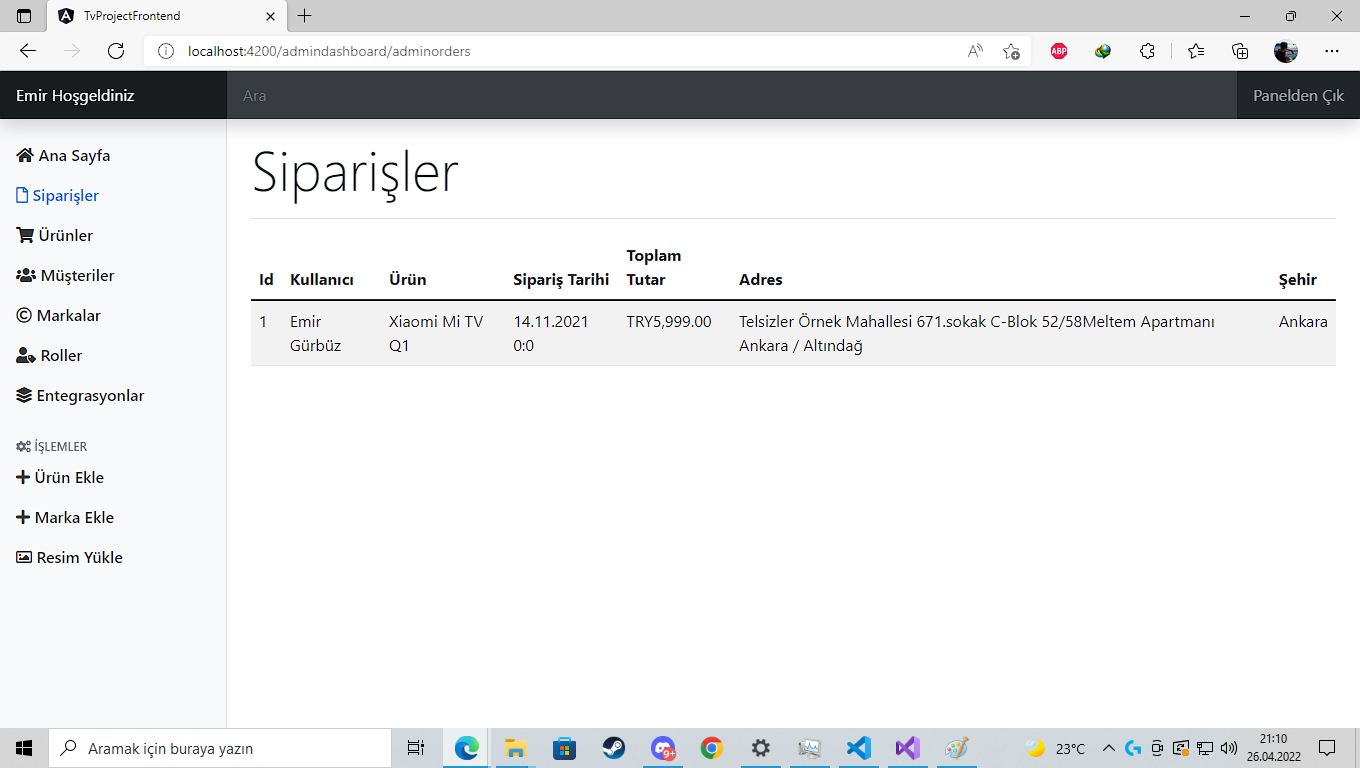 TvProjectFrontend
localhost:4200/admindashboard/adminorders
ABP
Emir Hoşgeldiniz
Ara
Panelden Çık
Ana Sayfa
Siparişler
Ürünler
Müşteriler
Markalar
Roller
Entegrasyonlar
İŞLEMLER
Ürün Ekle
Marka Ekle
Resim Yükle
Siparişler
Id Kullanıcı Ürün Sipariş Tarihi Toplam Tutar Adres Şehir
1 Emir Gürbüz Xiaomi Mi TV Q1 14.11.2021 0:0 TRY5,999.00 Telsizler Örnek Mahallesi 671.sokak C-Blok 52/58Meltem Apartmanı Ankara / Altındağ Ankara
Aramak için buraya yazın
9+
23°C
21:10
26.04.2022